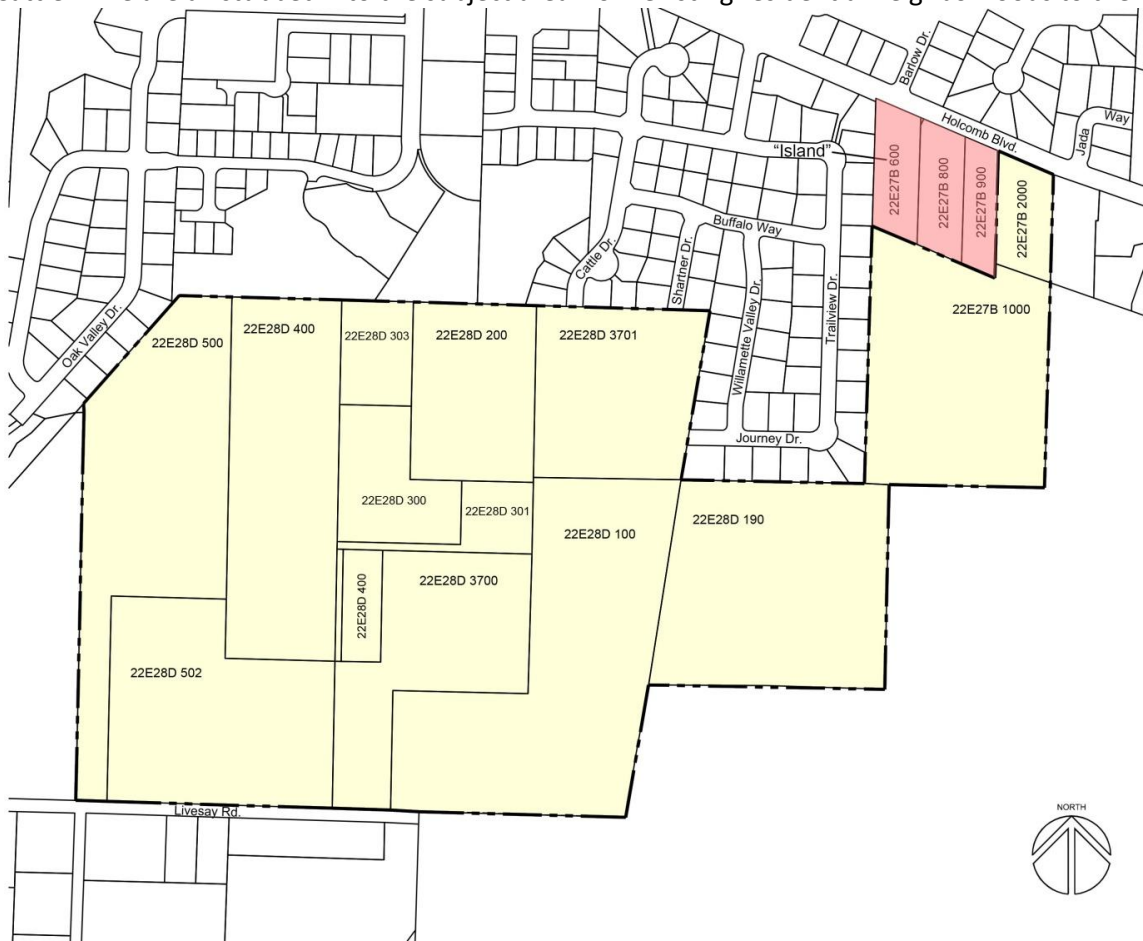 Barlow Dr.
Holcomb Blvd.
Jada
Way
"Island"
22E27B 600
22E27B 800
22E27B 900
22E27B 2000
22E27B 1000
Buffalo Way
Cattle Dr.
Shartner Dr.
Willamette Valley Dr.
Trailview Dr.
Journey Dr.
Oak Valley Dr.
22E28D 500
22E28D 400
22E28D 303
22E28D 200
22E28D 3701
22E28D 300
22E28D 301
22E28D 100
22E28D 190
22E28D 400
22E28D 3700
22E28D 502
Livesay Rd.
NORTH